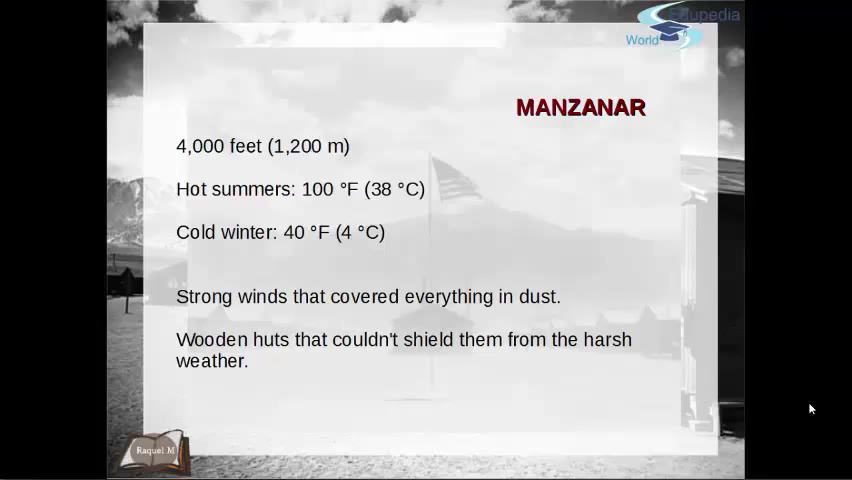 Edupedia
World
MANZANAR
4,000 feet (1,200 m)
Hot summers: 100 °F (38 °C)
Cold winter: 40 °F (4 °C)
Strong winds that covered everything in dust.
Wooden huts that couldn't shield them from the harsh
weather.
Raquel M